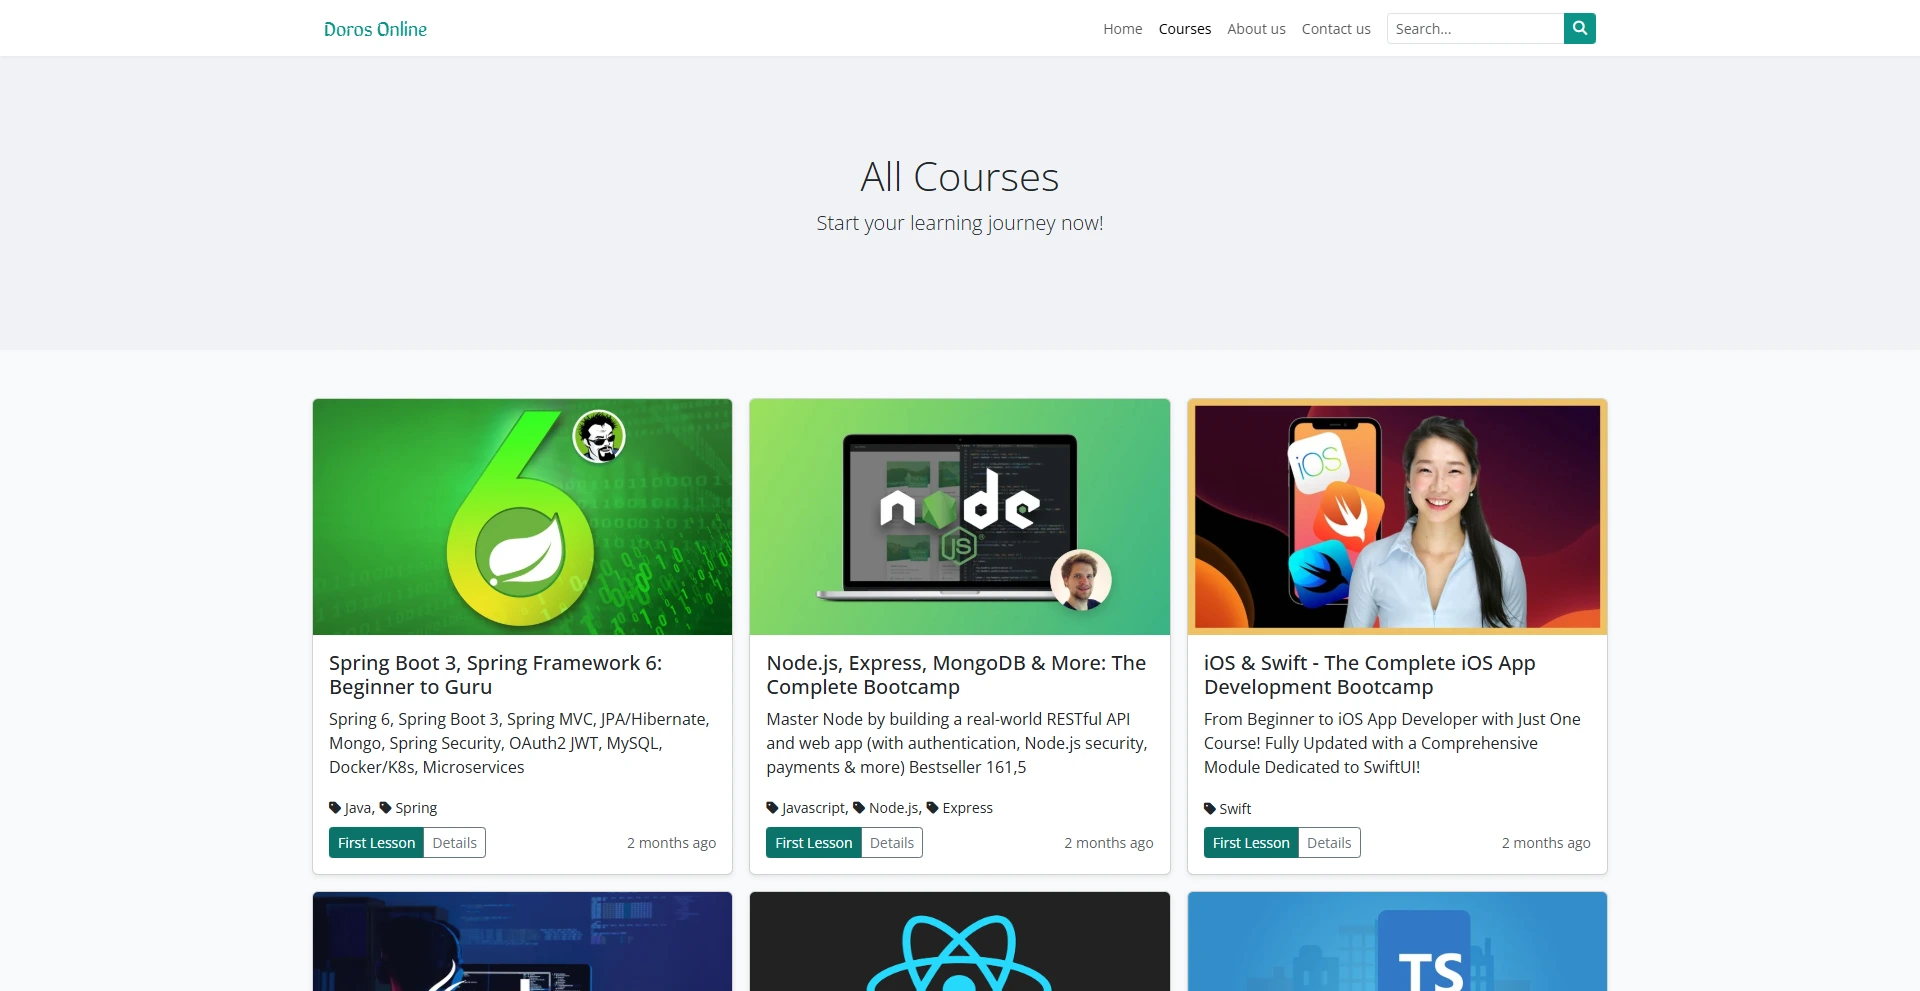 Doros Online
Home Courses About us Contact us Search...
All Courses
Start your learning journey now!
6
iOS
node
JS
Spring Boot 3, Spring Framework 6:
Beginner to Guru
Spring 6, Spring Boot 3, Spring MVC, JPA/Hibernate,
Mongo, Spring Security, OAuth2 JWT, MySQL,
Docker/K8s, Microservices
Java, Spring
First Lesson Details 2 months ago
Node.js, Express, MongoDB & More: The
Complete Bootcamp
Master Node by building a real-world RESTful API
and web app (with authentication, Node.js security,
payments & more) Bestseller 161,5
Javascript, Node.js, Express
First Lesson Details 2 months ago
iOS & Swift - The Complete iOS App
Development Bootcamp
From Beginner to iOS App Developer with Just One
Course! Fully Updated with a Comprehensive
Module Dedicated to SwiftUI!
Swift
First Lesson Details 2 months ago
TS